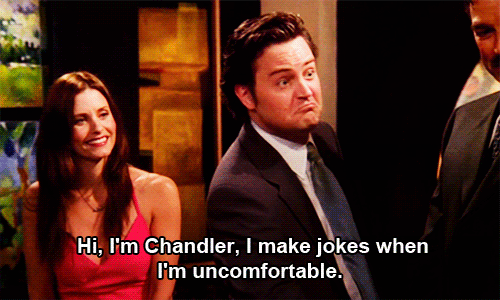 Hi, I'm Chandler, I make jokes when
I'm uncomfortable.